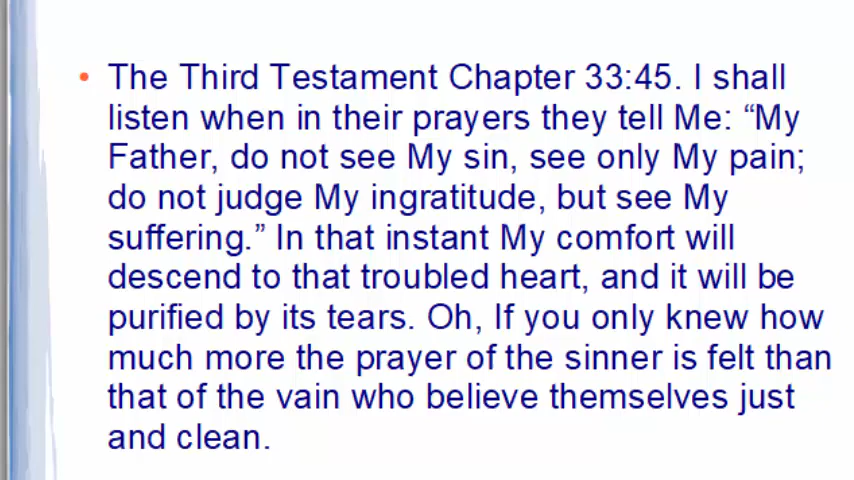 • The Third Testament Chapter 33:45. I shall
listen when in their prayers they tell Me: “My
Father, do not see My sin, see only My pain;
do not judge My ingratitude, but see My
suffering.” In that instant My comfort will
descend to that troubled heart, and it will be
purified by its tears. Oh, If you only knew how
much more the prayer of the sinner is felt than
that of the vain who believe themselves just
and clean.